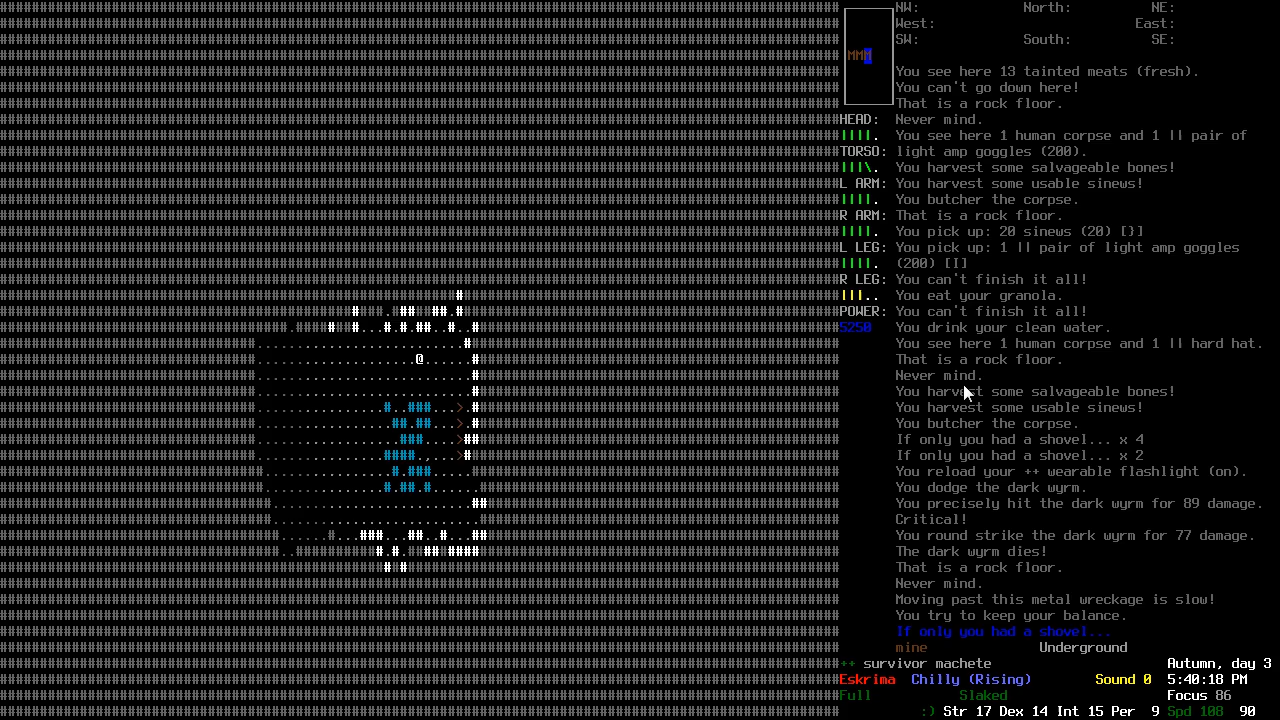 NW: North: NE:
West: East:
SW: South: SE:
MMM
You see here 13 tainted meats (fresh).
You can't go down here!
That is a rock floor.
HEAD: Never mind.
||||. You see here 1 human corpse and 1 || pair of
TORSO: light amp goggles (200).
|||\. You harvest some salvageable bones!
L ARM: You harvest some usable sinews!
||||. You butcher the corpse.
R ARM: That is a rock floor.
||||. You pick up: 20 sinews (20) [}]
L LEG: You pick up: 1 || pair of light amp goggles
||||. (200) [I]
R LEG: You can't finish it all!
|||.. You eat your granola.
POWER: You can't finish it all!
5250 You drink your clean water.
You see here 1 human corpse and 1 || hard hat.
That is a rock floor.
Never mind.
You harvest some salvageable bones!
You harvest some usable sinews!
You butcher the corpse.
If only you had a shovel... x 4
If only you had a shovel... x 2
You reload your ++ wearable flashlight (on).
You dodge the dark wyrm.
You precisely hit the dark wyrm for 89 damage.
Critical!
You round strike the dark wyrm for 77 damage.
The dark wyrm dies!
That is a rock floor.
Never mind.
Moving past this metal wreckage is slow!
You try to keep your balance.
If only you had a shovel...
mine Underground
++ survivor machete Autumn, day 3
Eskrima Chilly (Rising) Sound 0 5:40:18 PM
Full Slaked Focus 86
:) Str 17 Dex 14 Int 15 Per 9 Spd 108 90